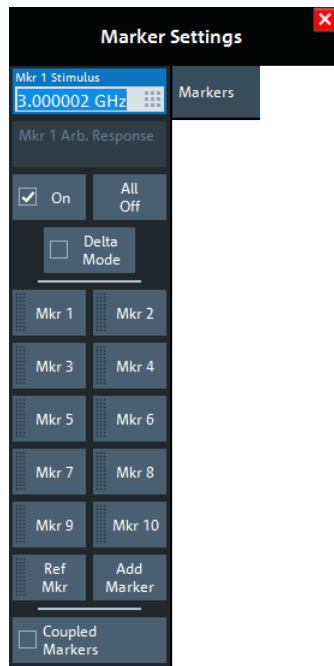 Marker Settings
Mkr 1 Stimulus
3.000002 GHz
Markers
Mkr 1 Arb. Response
On
All
Off
Delta
Mode
Mkr 1
Mkr 2
Mkr 3
Mkr 4
Mkr 5
Mkr 6
Mkr 7
Mkr 8
Mkr 9
Mkr 10
Ref
Mkr
Add
Marker
Coupled
Markers